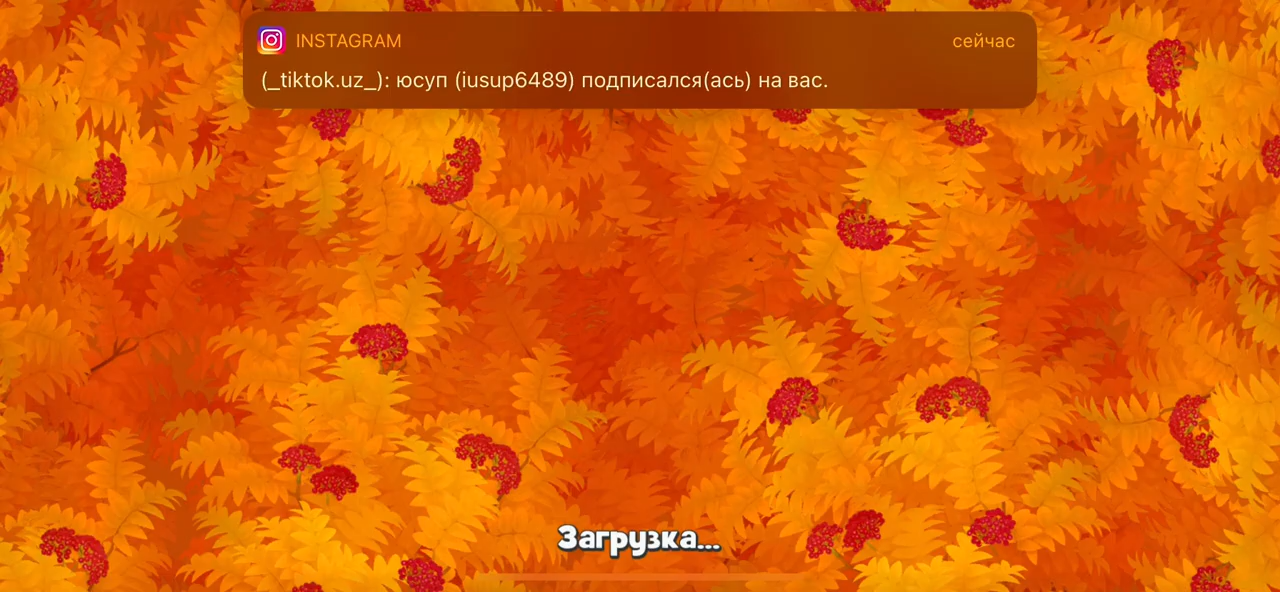 INSTAGRAM
сейчас
(_tiktok.uz_): юсуп (iusup6489) подписался(ась) на вас.
Загрузка...